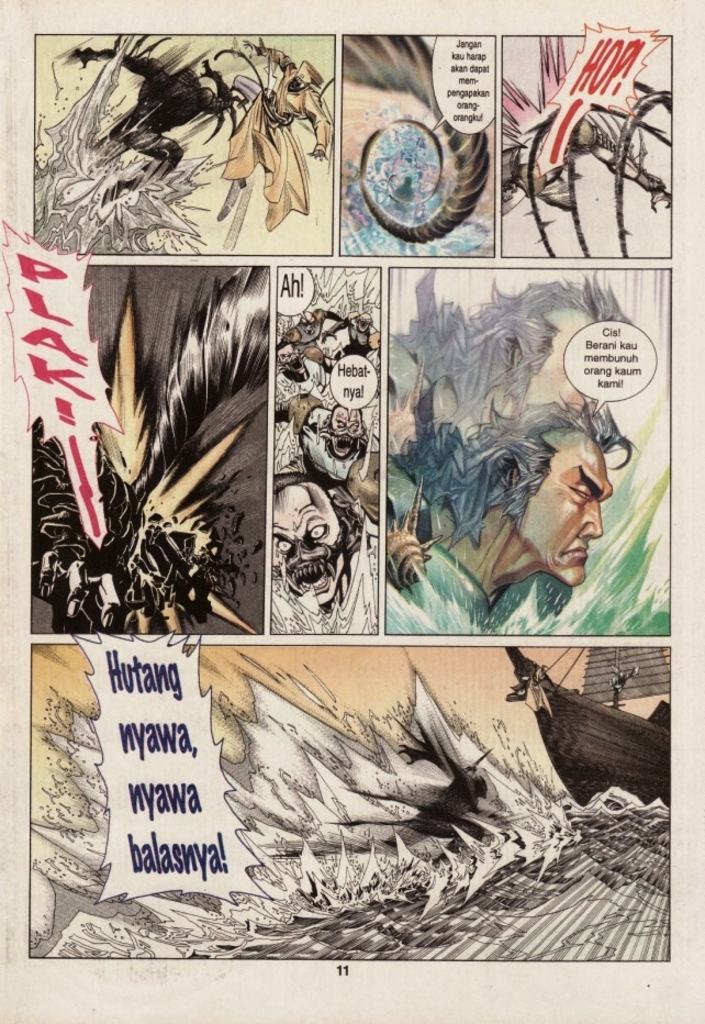 Jangan
kau harap
akan dapat
mem-
pengapakan
orang-
orangku!
HOP!
PLAK!!
Ah!
Hebat-
nya!
Cis!
Berani kau
membunuh
orang kaum
kami!
Hutang
nyawa,
nyawa
balasnya!
11